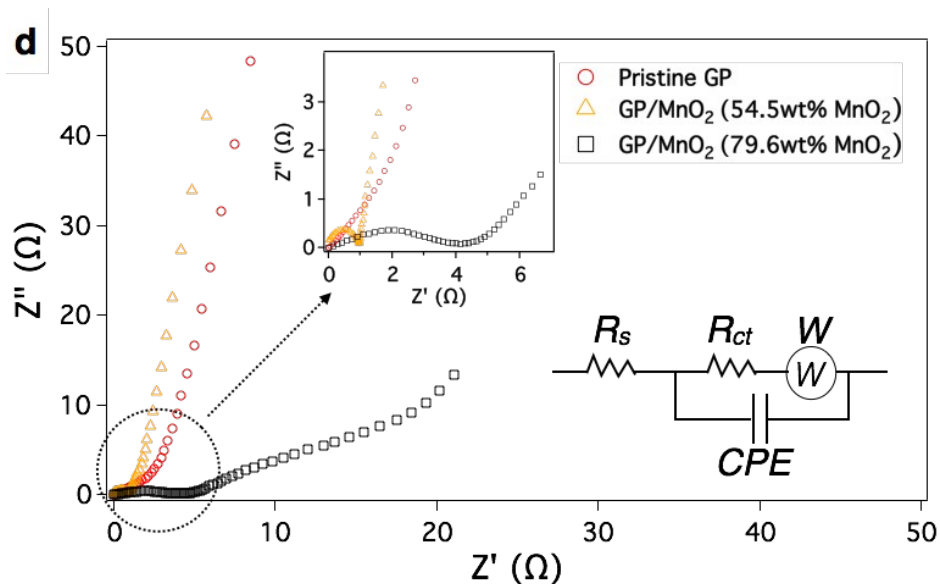 d
50
40
30
20
10
0
Z" (Ω)
0
10
20
30
40
50
Z' (Ω)
3
2
1
0
Z" (Ω)
0
2
4
6
Z' (Ω)
Pristine GP
GP/MnO₂ (54.5wt% MnO₂)
GP/MnO₂ (79.6wt% MnO₂)
Rs
Rct
W
W
CPE